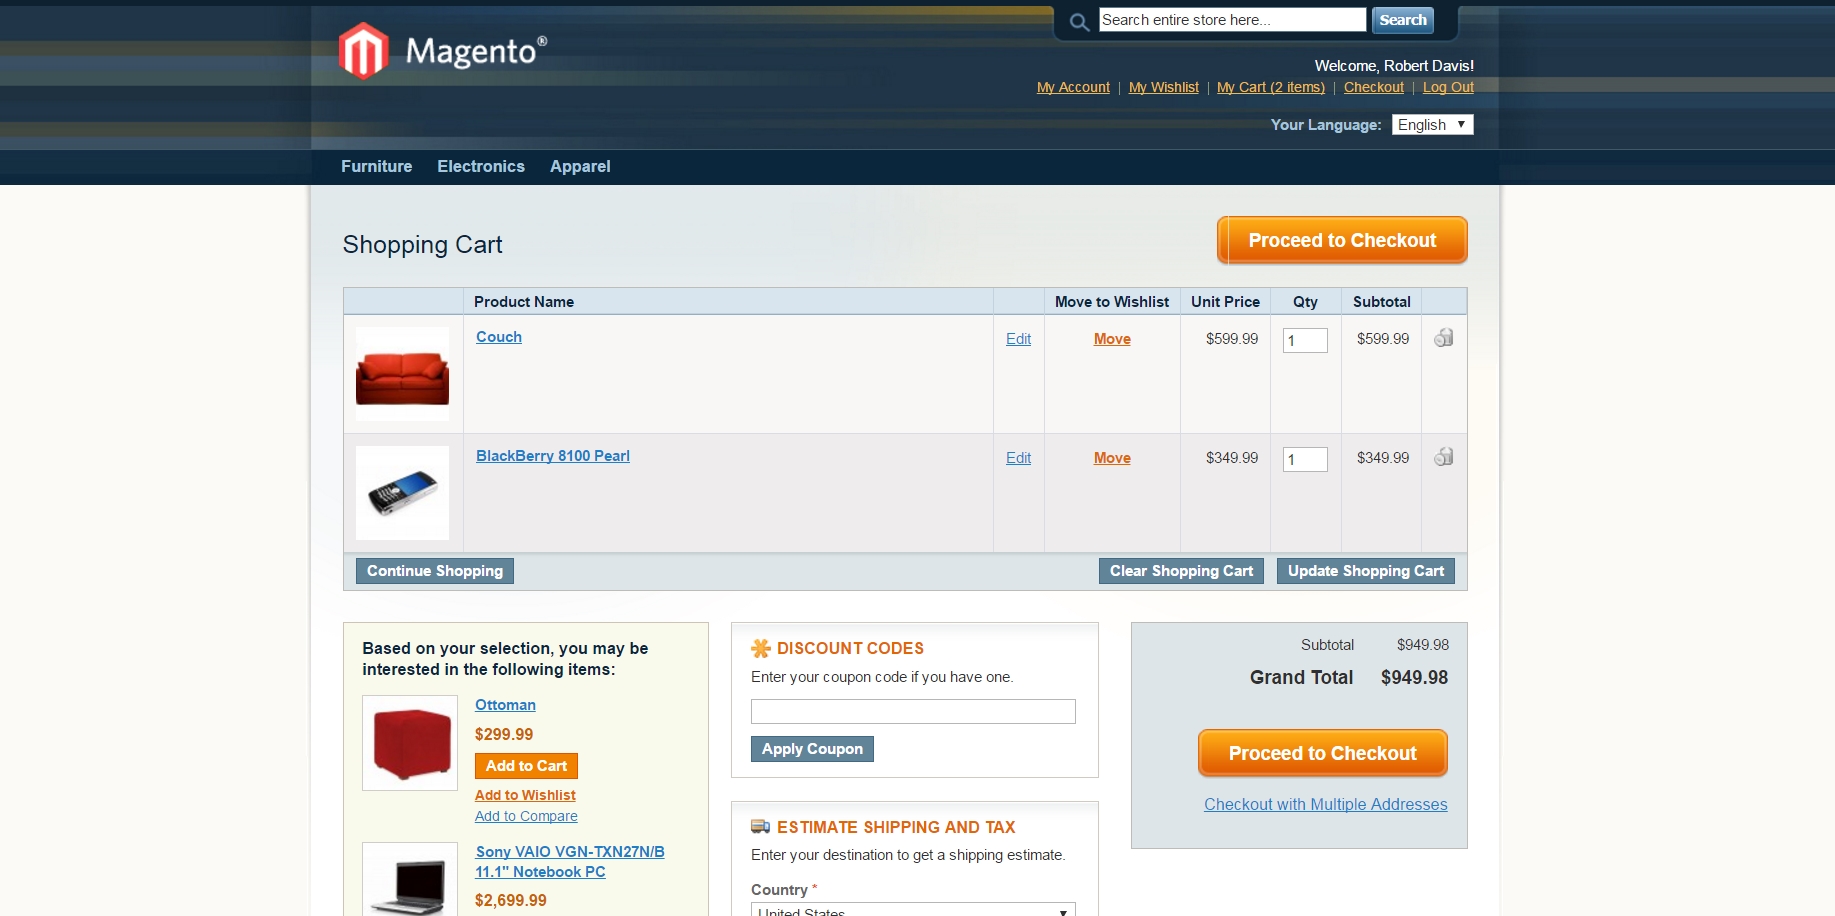 Magento®
Search entire store here...
Search
Welcome, Robert Davis!
My Account | My Wishlist | My Cart (2 items) | Checkout | Log Out
Your Language: English
Furniture Electronics Apparel
Shopping Cart
Proceed to Checkout
Product Name Move to Wishlist Unit Price Qty Subtotal
Couch Edit Move $599.99 1 $599.99
BlackBerry 8100 Pearl Edit Move $349.99 1 $349.99
Continue Shopping Clear Shopping Cart Update Shopping Cart
Based on your selection, you may be
interested in the following items:
Ottoman
$299.99
Add to Cart
Add to Wishlist
Add to Compare
Sony VAIO VGN-TXN27N/B
11.1" Notebook PC
$2,699.99
DISCOUNT CODES
Enter your coupon code if you have one.
Apply Coupon
ESTIMATE SHIPPING AND TAX
Enter your destination to get a shipping estimate.
Country *
United States
Subtotal $949.98
Grand Total $949.98
Proceed to Checkout
Checkout with Multiple Addresses